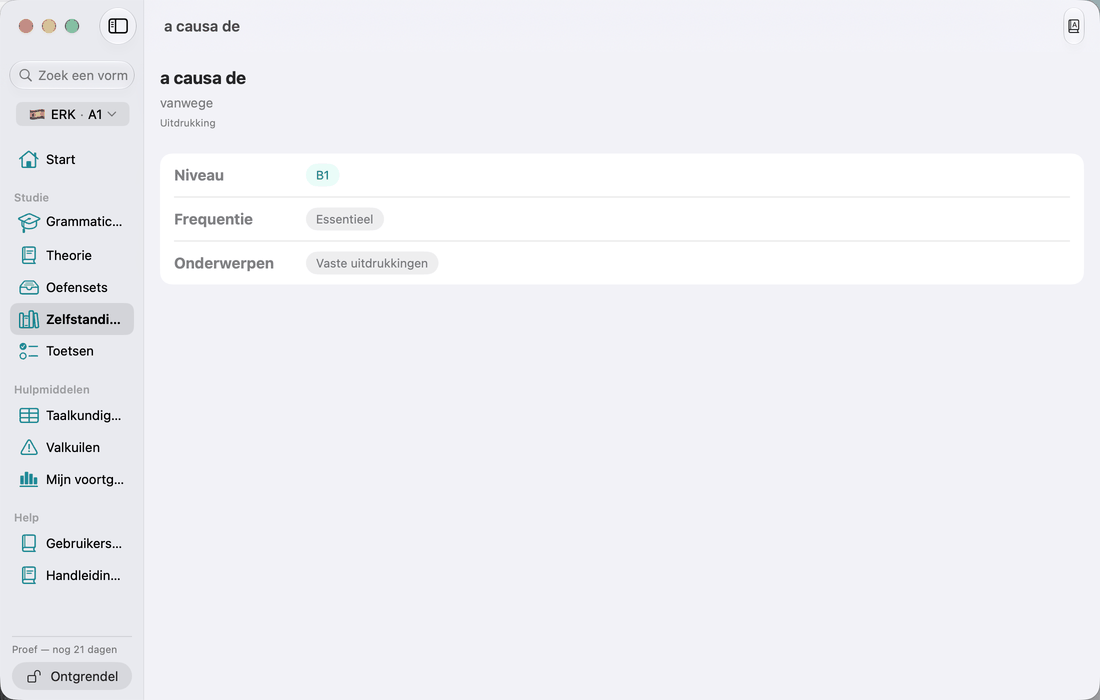 a causa de
Zoek een vorm
ERK · A1
Start
Studie
Grammatic...
Theorie
Oefensets
Zelfstandi...
Toetsen
Hulpmiddelen
Taalkundig...
Valkuilen
Mijn voortg...
Help
Gebruikers...
Handleidin...
Proef — nog 21 dagen
Ontgrendel
a causa de
vanwege
Uitdrukking
Niveau B1
Frequentie Essentieel
Onderwerpen Vaste uitdrukkingen